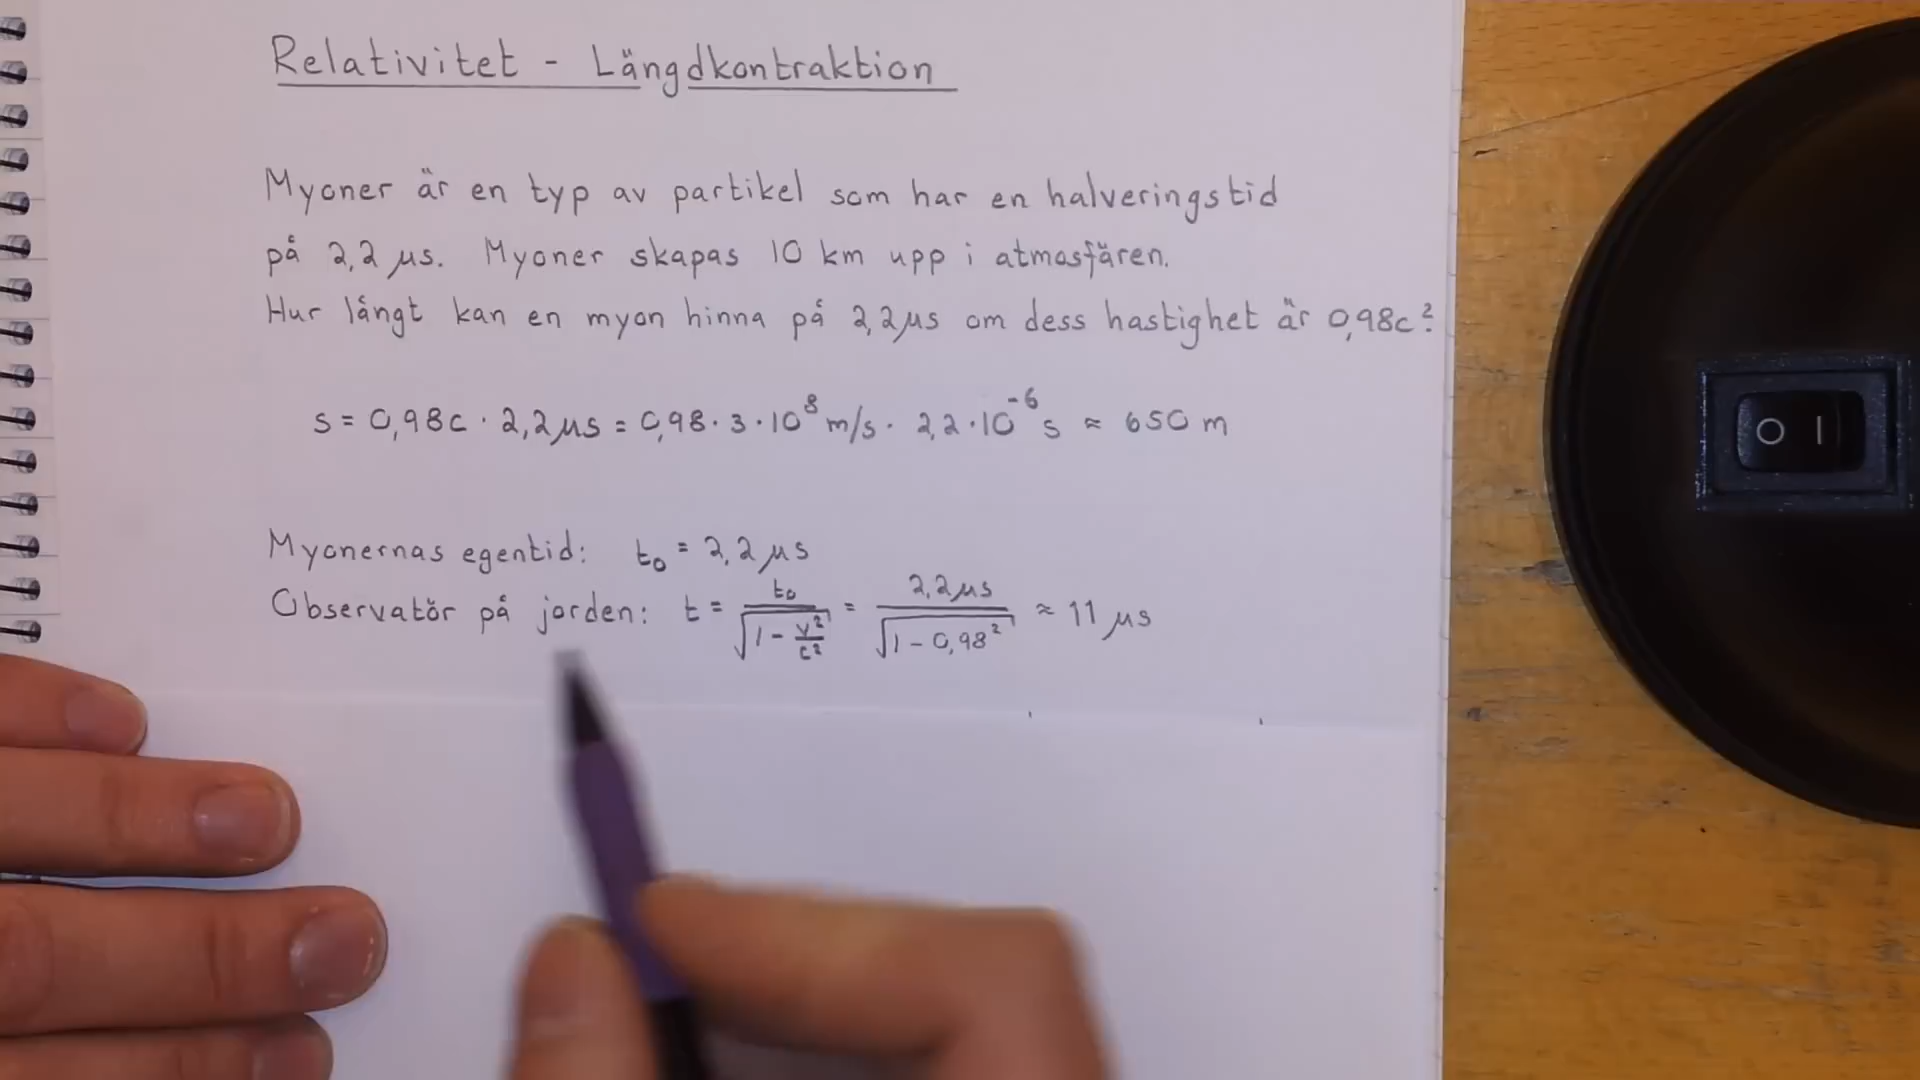 Relativitet - Längdkontraktion
Myoner är en typ av partikel som har en halveringstid
på 2,2 μs. Myoner skapas 10 km upp i atmosfären.
Hur långt kan en myon hinna på 2,2 μs om dess hastighet är 0,98c?
s = 0,98c · 2,2 μs = 0,98 · 3 · 10⁸ m/s · 2,2 · 10⁻⁶ s ≈ 650 m
Myonernas egentid: t₀ = 2,2 μs
Observatör på jorden: t = t₀/√(1 - v²/c²) = 2,2 μs/√(1 - 0,98²) ≈ 11 μs
O I